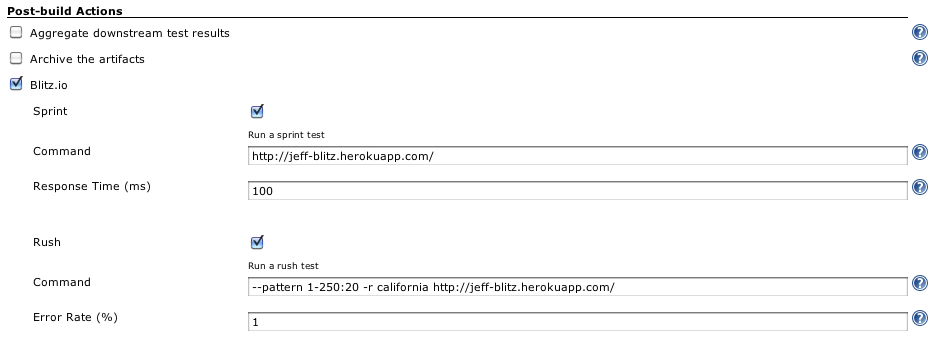 Post-build Actions
Aggregate downstream test results
Archive the artifacts
Blitz.io
Sprint
Run a sprint test
Command http://jeff-blitz.herokuapp.com/
Response Time (ms) 100
Rush
Run a rush test
Command --pattern 1-250:20 -r california http://jeff-blitz.herokuapp.com/
Error Rate (%) 1